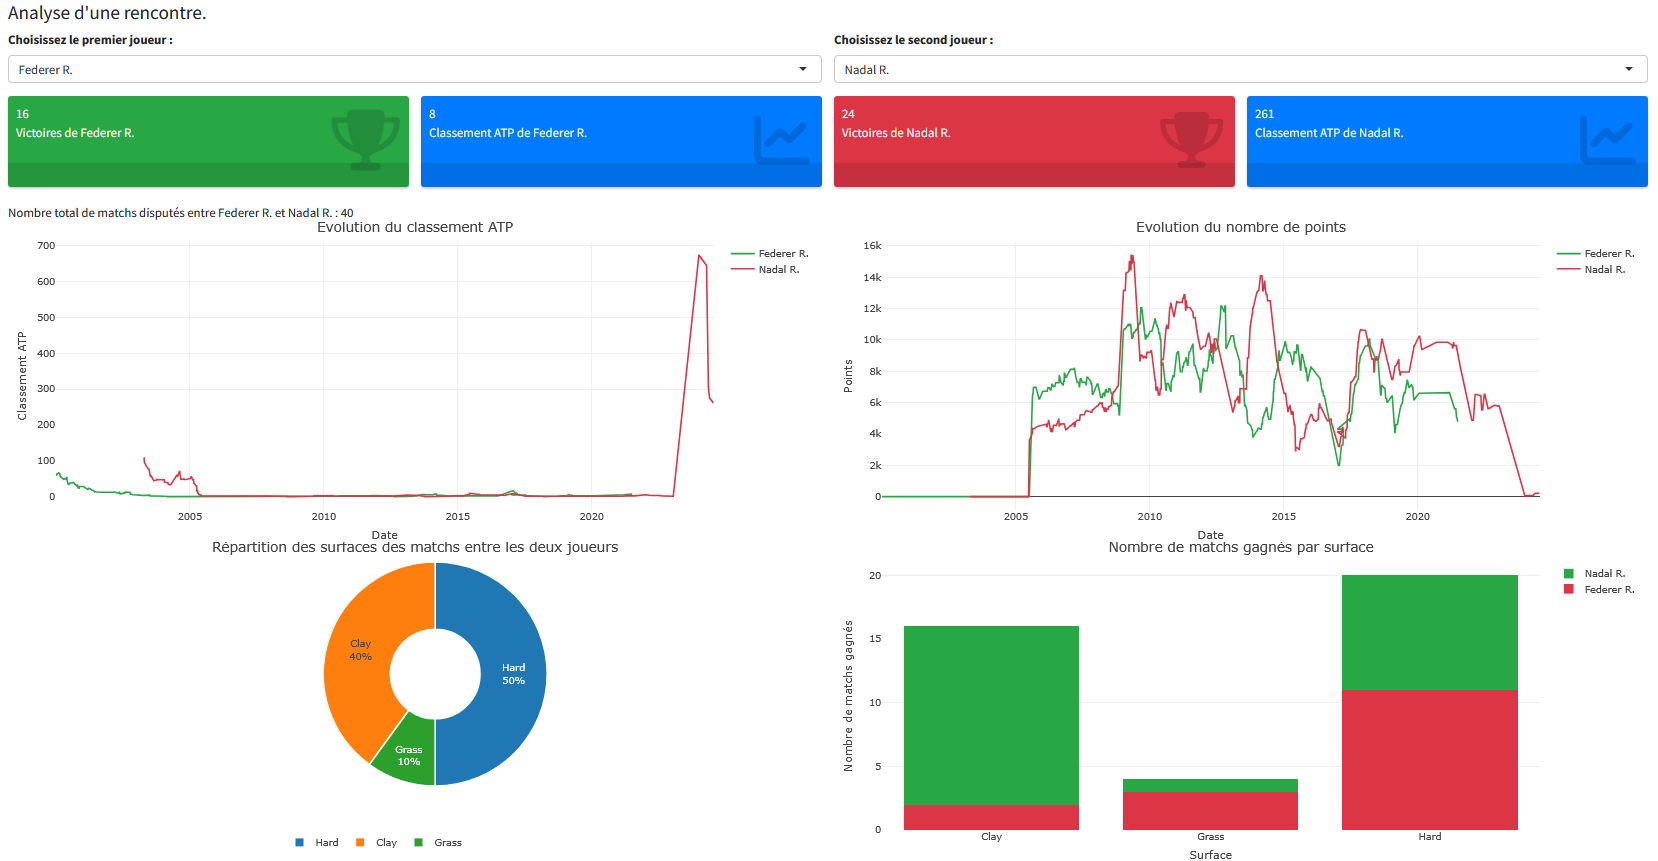 Analyse d'une rencontre.
Choisissez le premier joueur :
Federer R.
Choisissez le second joueur :
Nadal R.
16
Victoires de Federer R.
8
Classement ATP de Federer R.
24
Victoires de Nadal R.
261
Classement ATP de Nadal R.
Nombre total de matchs disputés entre Federer R. et Nadal R. : 40
Evolution du classement ATP
700
600
500
400
300
200
100
0
Classement ATP
2005
2010
2015
2020
Date
Federer R.
Nadal R.
Evolution du nombre de points
16k
14k
12k
10k
8k
6k
4k
2k
0
Points
2005
2010
2015
2020
Date
Federer R.
Nadal R.
Répartition des surfaces des matchs entre les deux joueurs
Clay
40%
Hard
50%
Grass
10%
Hard
Clay
Grass
Nombre de matchs gagnés par surface
20
15
10
5
0
Nombre de matchs gagnés
Clay
Grass
Hard
Surface
Nadal R.
Federer R.